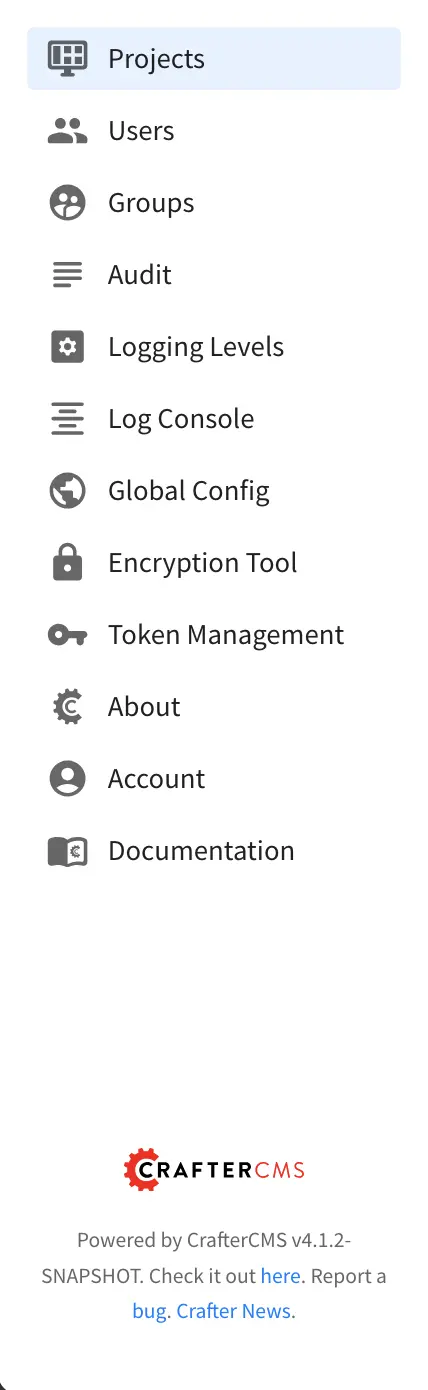 Projects
Users
Groups
Audit
Logging Levels
Log Console
Global Config
Encryption Tool
Token Management
About
Account
Documentation
CRAFTERCMS
Powered by CrafterCMS v4.1.2-
SNAPSHOT. Check it out here. Report a
bug. Crafter News.